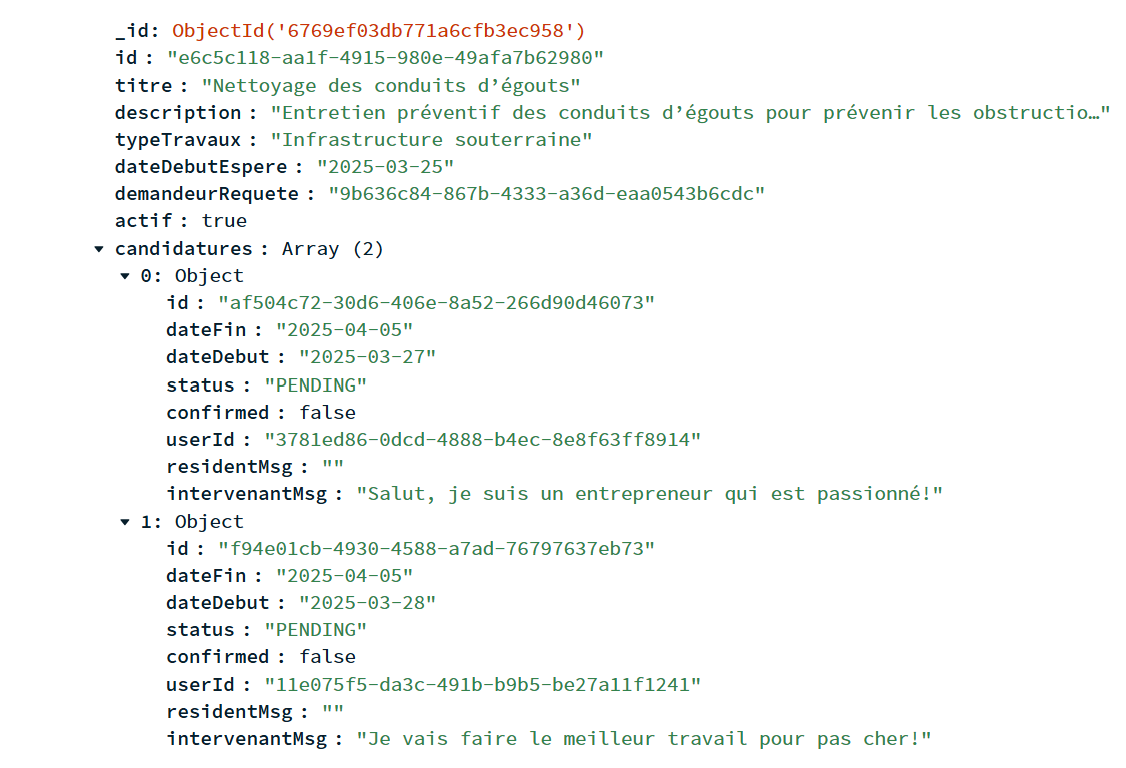 _id: ObjectId('6769ef03db771a6cfb3ec958')
id : "e6c5c118-aa1f-4915-980e-49afa7b62980"
titre : "Nettoyage des conduits d’égouts"
description : "Entretien préventif des conduits d’égouts pour prévenir les obstructio…"
typeTravaux : "Infrastructure souterraine"
dateDebutEspere : "2025-03-25"
demandeurRequete : "9b636c84-867b-4333-a36d-eaa0543b6cdc"
actif : true
candidatures : Array (2)
0: Object
id : "af504c72-30d6-406e-8a52-266d90d46073"
dateFin : "2025-04-05"
dateDebut : "2025-03-27"
status : "PENDING"
confirmed : false
userId : "3781ed86-0dcd-4888-b4ec-8e8f63ff8914"
residentMsg : ""
intervenantMsg : "Salut, je suis un entrepreneur qui est passionné!"
1: Object
id : "f94e01cb-4930-4588-a7ad-76797637eb73"
dateFin : "2025-04-05"
dateDebut : "2025-03-28"
status : "PENDING"
confirmed : false
userId : "11e075f5-da3c-491b-b9b5-be27a11f1241"
residentMsg : ""
intervenantMsg : "Je vais faire le meilleur travail pour pas cher!"